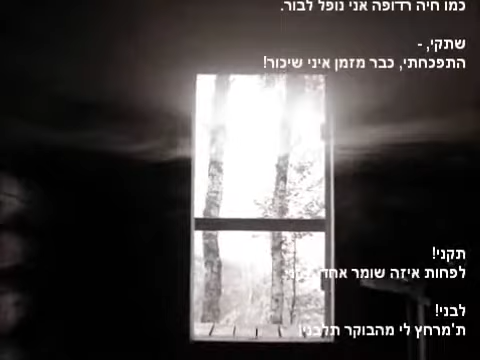 כמו חיה רדופה אני נופל לבור.
שתקי, -
התפכחתי, כבר מזמן איני שיכור!
תקני!
לפחות איזה שומר אחד
לבני!
ת'מרחץ לי מהבוקר תלבני!